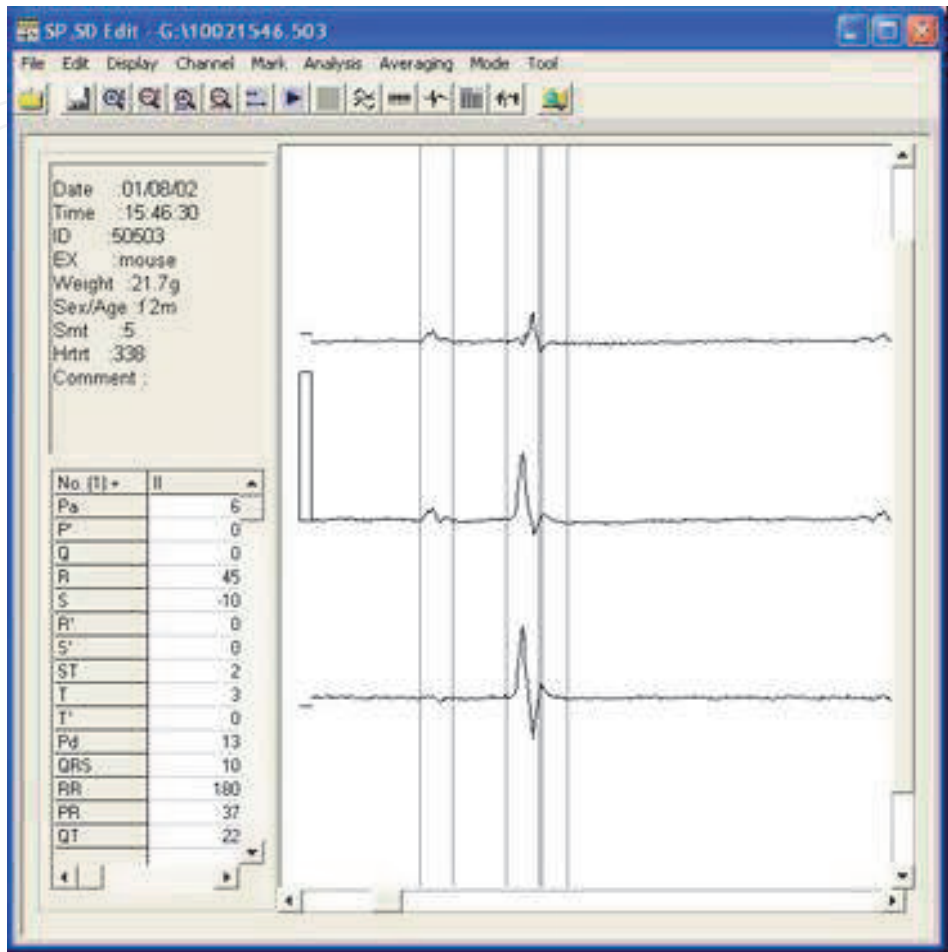 SP.SD Edit - G:\10021546.503
File Edit Display Channel Mark Analysis Averaging Mode Tool
Date :01/08/02
Time :15:46:30
ID :50503
EX :mouse
Weight :21.7g
Sex/Age :12m
Smt :5
Hrtrt :338
Comment :
No. (1)+ II
Pa 6
P' 0
Q 0
R 45
S -10
R' 0
S' 0
ST 2
T 3
T' 0
Pd 13
QRS 10
RR 180
PR 37
QT 22